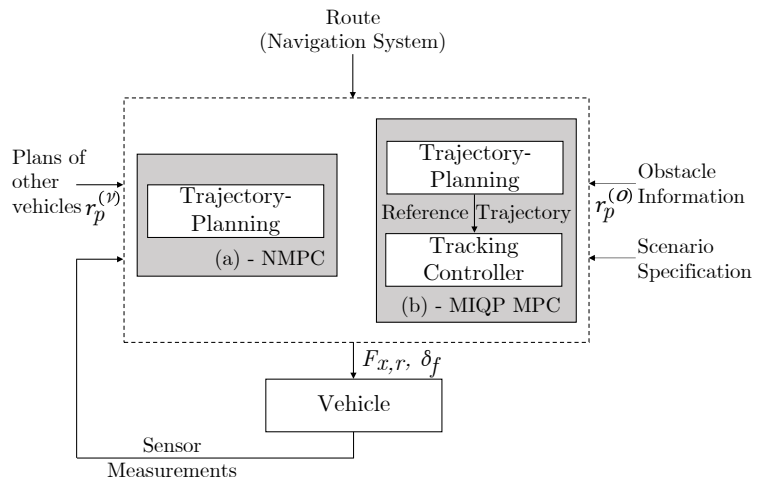 Route
(Navigation System)
Plans of
other
vehicles r_p^{(𝒱)}
Trajectory-
Planning
(a) - NMPC
Trajectory-
Planning
Reference Trajectory
Tracking
Controller
(b) - MIQP MPC
Obstacle
Information
r_p^{(𝒪)}
Scenario
Specification
F_{x,r}, δ_f
Vehicle
Sensor
Measurements